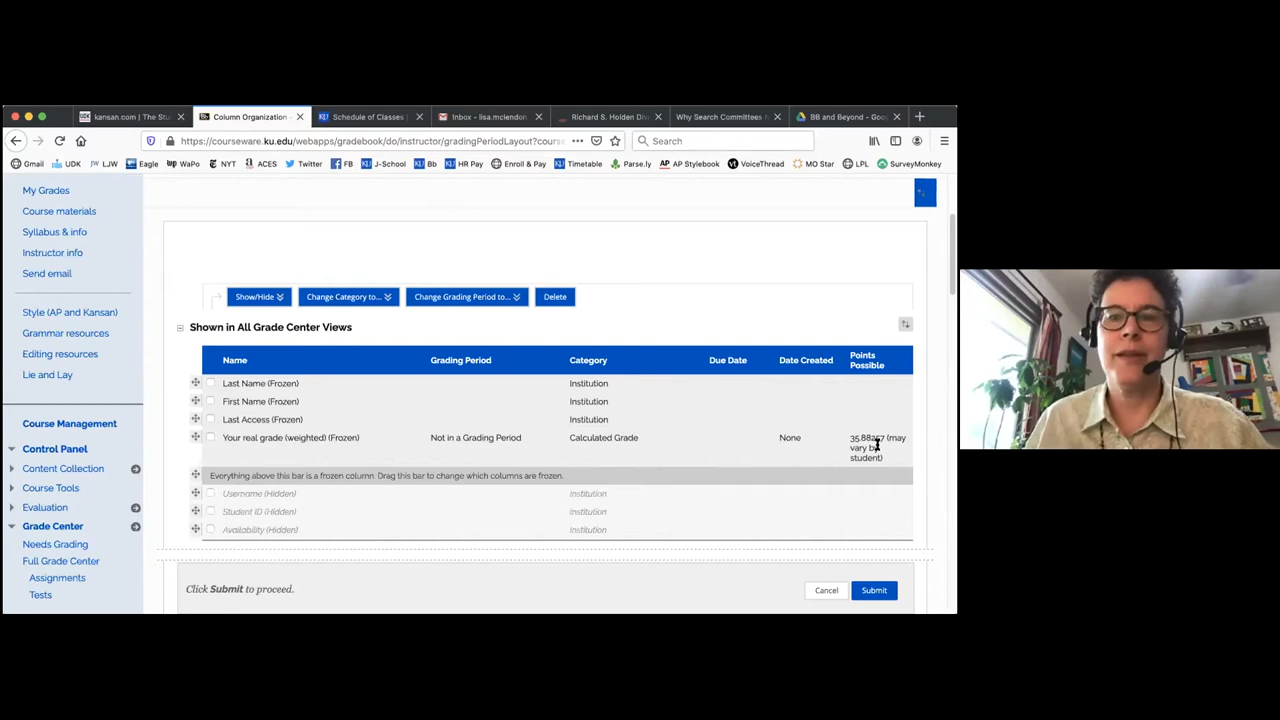 kansan.com | The Stu
Column Organization –
Schedule of Classes |
Inbox - lisa.mclendon
Richard S. Holden Div
Why Search Committees N
BB and Beyond - Goo
https://courseware.ku.edu/webapps/gradebook/do/instructor/gradingPeriodLayout?cours
Search
Gmail UDK LJW Eagle WaPo NYT ACES Twitter FB J-School Bb HR Pay Enroll & Pay Timetable Parse.ly AP Stylebook VoiceThread MO Star LPL SurveyMonkey
My Grades
Course materials
Syllabus & info
Instructor info
Send email
Style (AP and Kansas)
Grammar resources
Editing resources
Lie and Lay
Course Management
Control Panel
Content Collection
Course Tools
Evaluation
Grade Center
Needs Grading
Full Grade Center
Assignments
Tests
Show/Hide Change Category to... Change Grading Period to... Delete
Shown in All Grade Center Views
Name Grading Period Category Due Date Date Created Points Possible
Last Name (Frozen) Institution
First Name (Frozen) Institution
Last Access (Frozen) Institution
Your real grade (weighted) (Frozen) Not in a Grading Period Calculated Grade None (may
vary
student)
Everything above this bar is a frozen column. Drag this bar to change which columns are frozen.
Username (Hidden) Institution
Student ID (Hidden) Institution
Availability (Hidden) Institution
Click Submit to proceed.
Cancel Submit